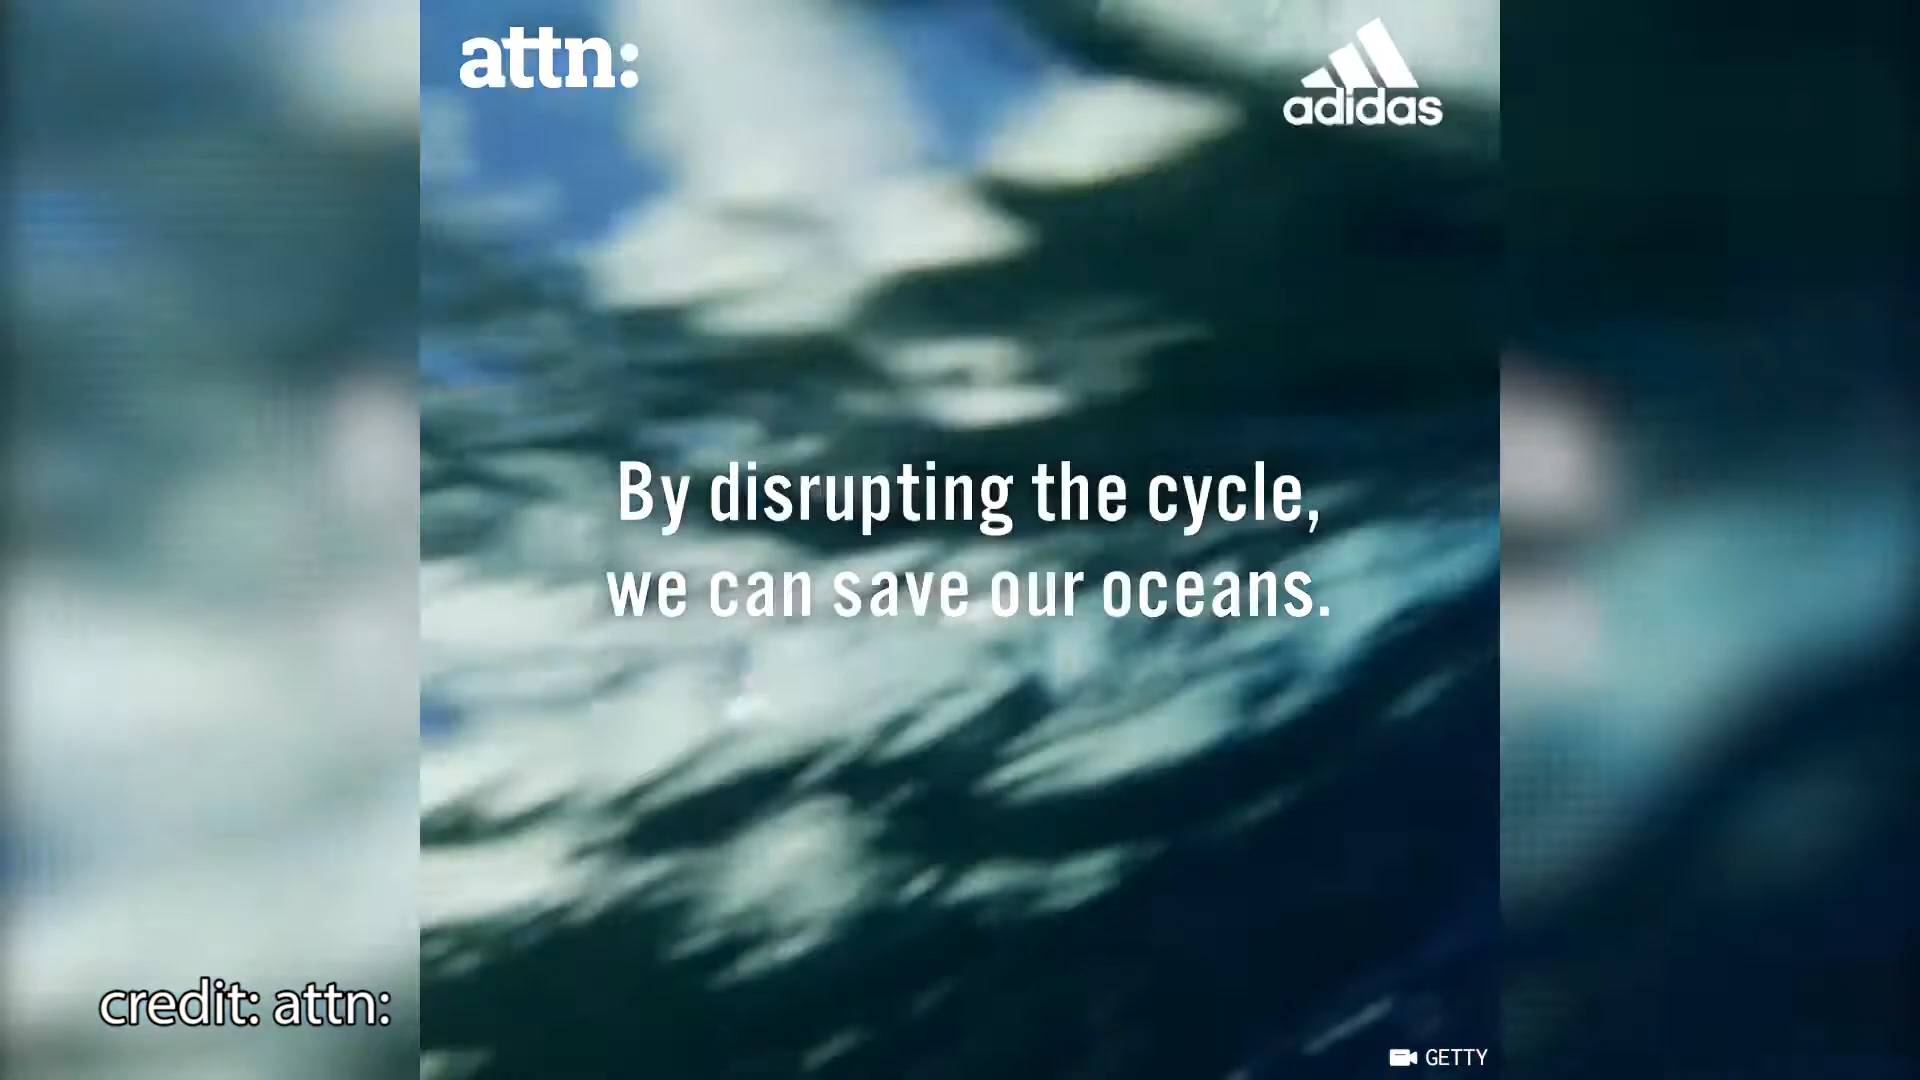 attn:
adidas
By disrupting the cycle,
we can save our oceans.
credit: attn:
GETTY